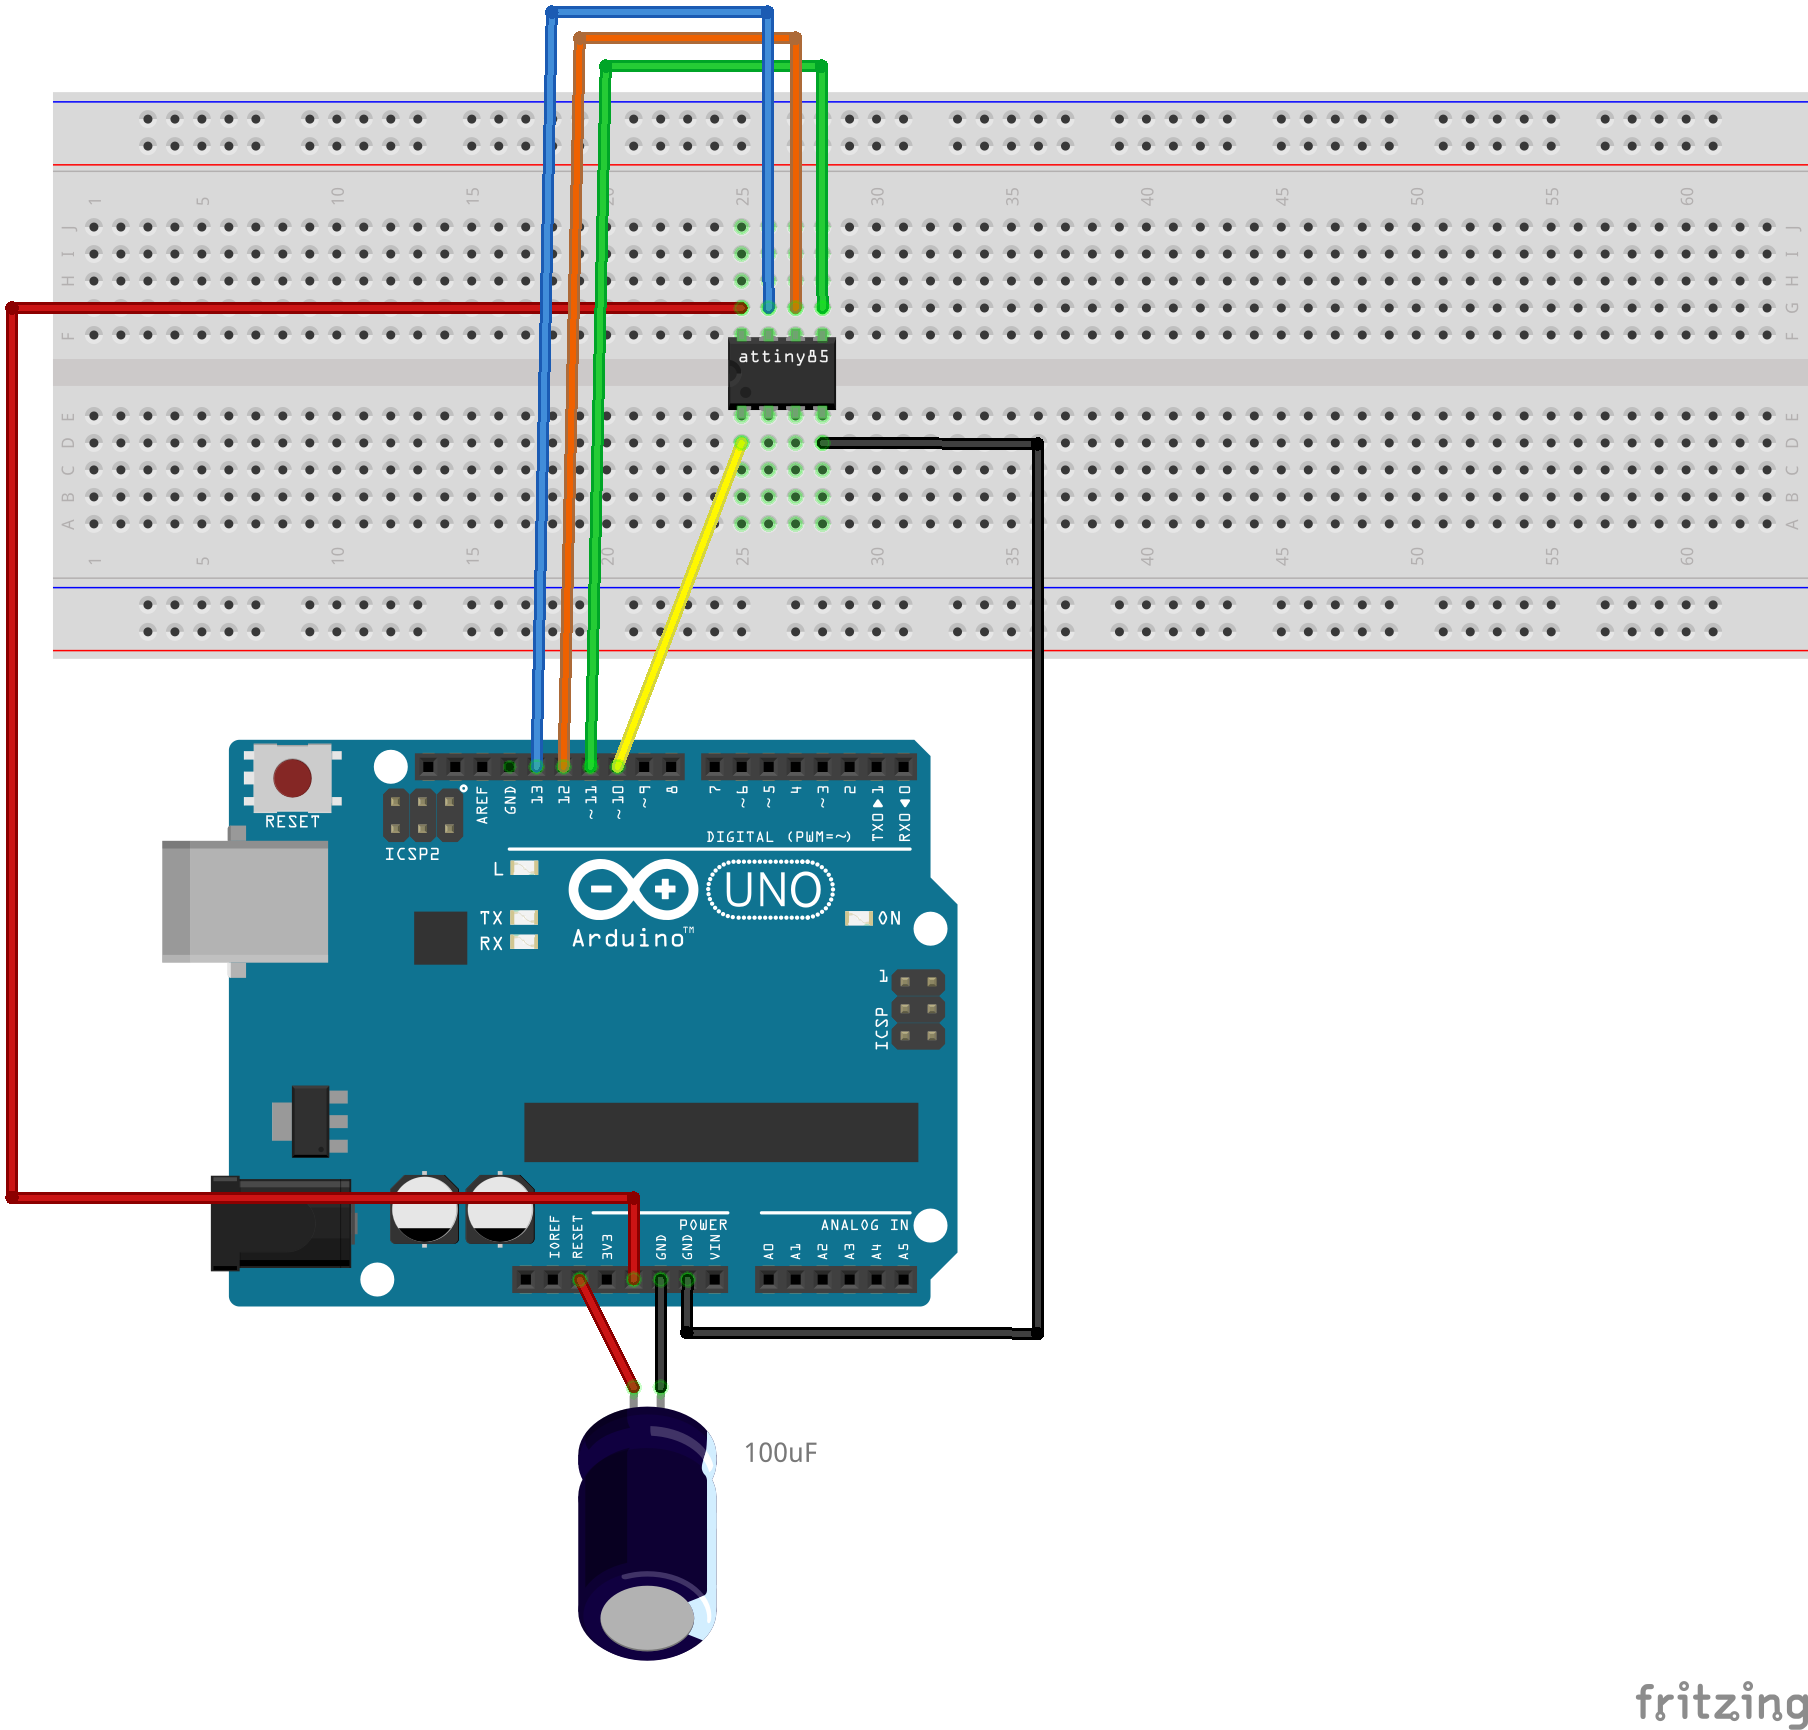 1 5 10 15 20 25 30 35 40 45 50 55 60
J J
I I
H H
G
F F
attiny85
E E
D D
C C
B B
A A
1 5 10 15 20 25 30 35 40 45 50 55 60
RESET
ICSP2
AREF GND 13 12 ~11 ~10 ~9 8 7 ~6 ~5 4 ~3 2 TX0▶1 RX0◀0
DIGITAL (PWM=~)
L
TX
RX
UNO
ON
Arduino™
1
ICSP
IOREF RESET 3V3 GND GND VIN
POWER
ANALOG IN
A0 A1 A2 A3 A4 A5
100uF
fritzing